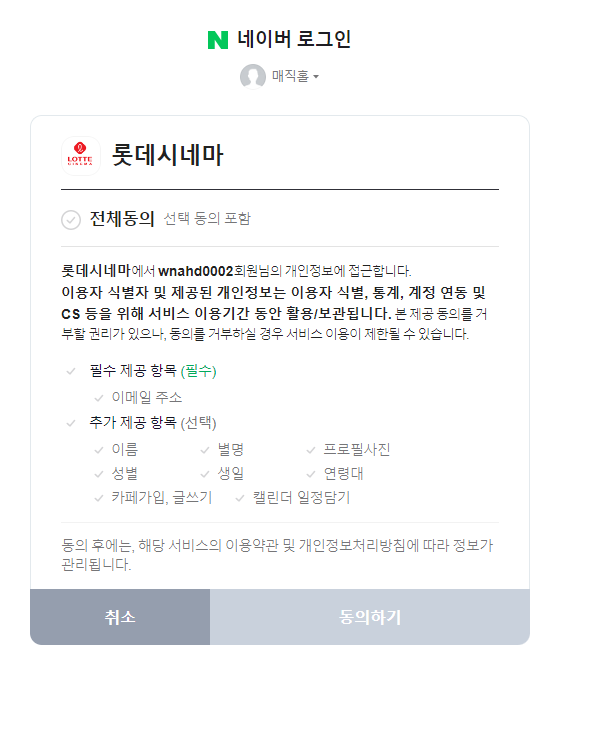 네이버 로그인
매직홀
LOTTE
CINEMA
롯데시네마
전체동의 선택 동의 포함
롯데시네마에서 wnahd0002회원님의 개인정보에 접근합니다.
이용자 식별자 및 제공된 개인정보는 이용자 식별, 통계, 계정 연동 및
CS 등을 위해 서비스 이용기간 동안 활용/보관됩니다. 본 제공 동의를 거
부할 권리가 있으나, 동의를 거부하실 경우 서비스 이용이 제한될 수 있습니다.
필수 제공 항목 (필수)
이메일 주소
추가 제공 항목 (선택)
이름 별명 프로필사진
성별 생일 연령대
카페가입, 글쓰기 캘린더 일정담기
동의 후에는, 해당 서비스의 이용약관 및 개인정보처리방침에 따라 정보가
관리됩니다.
취소 동의하기